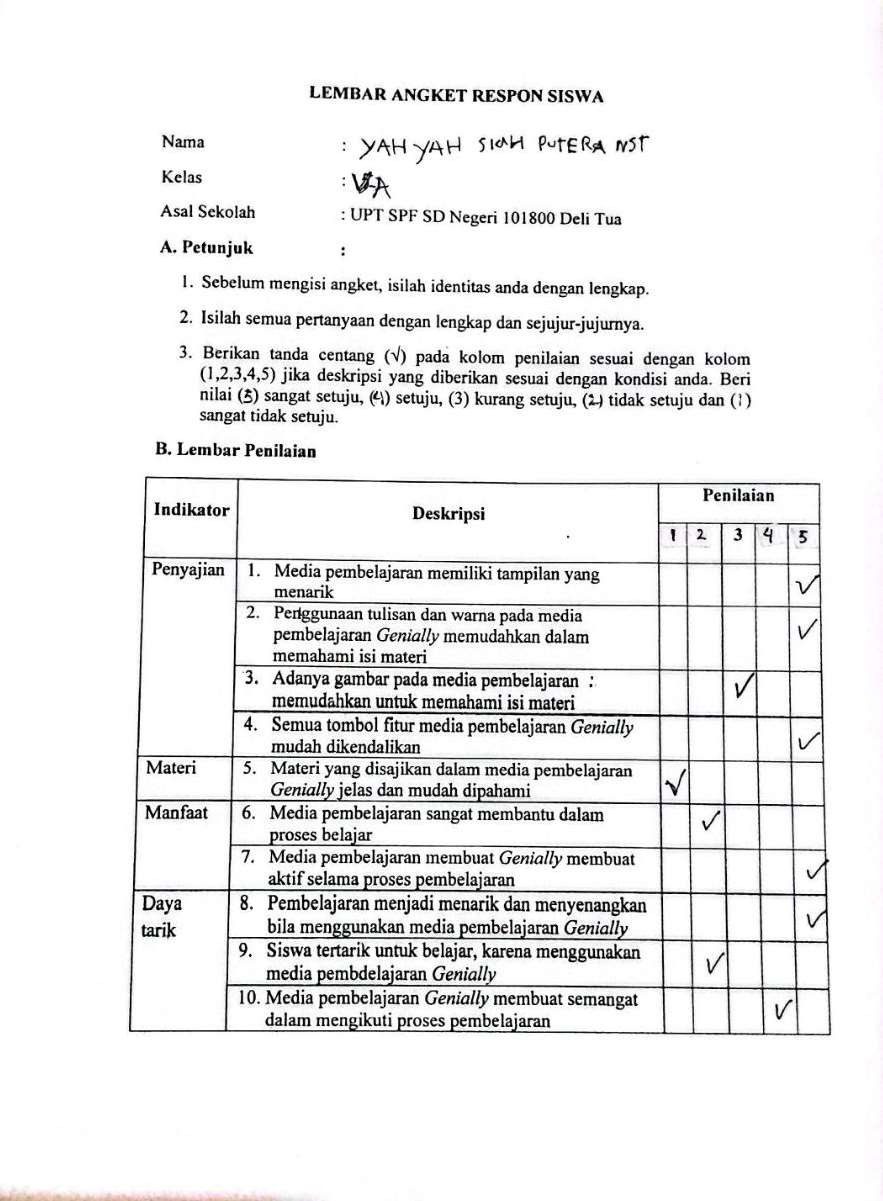 LEMBAR ANGKET RESPON SISWA
Nama : YAH YAH SIAH PUTERA NST
Kelas : V-A
Asal Sekolah : UPT SPF SD Negeri 101800 Deli Tua
A. Petunjuk :
1. Sebelum mengisi angket, isilah identitas anda dengan lengkap.
2. Isilah semua pertanyaan dengan lengkap dan sejujur-jujurnya.
3. Berikan tanda centang (√) pada kolom penilaian sesuai dengan kolom
(1,2,3,4,5) jika deskripsi yang diberikan sesuai dengan kondisi anda. Beri
nilai (5) sangat setuju, (4) setuju, (3) kurang setuju, (2) tidak setuju dan (1)
sangat tidak setuju.
B. Lembar Penilaian
Indikator Deskripsi Penilaian
1 2 3 4 5
Penyajian 1. Media pembelajaran memiliki tampilan yang
menarik ✓
2. Penggunaan tulisan dan warna pada media
pembelajaran Genially memudahkan dalam ✓
memahami isi materi
3. Adanya gambar pada media pembelajaran :
memudahkan untuk memahami isi materi ✓
4. Semua tombol fitur media pembelajaran Genially
mudah dikendalikan ✓
Materi 5. Materi yang disajikan dalam media pembelajaran
Genially jelas dan mudah dipahami ✓
Manfaat 6. Media pembelajaran sangat membantu dalam
proses belajar ✓
7. Media pembelajaran membuat Genially membuat
aktif selama proses pembelajaran ✓
Daya 8. Pembelajaran menjadi menarik dan menyenangkan
tarik bila menggunakan media pembelajaran Genially ✓
9. Siswa tertarik untuk belajar, karena menggunakan
media pembdelajaran Genially ✓
10. Media pembelajaran Genially membuat semangat
dalam mengikuti proses pembelajaran ✓